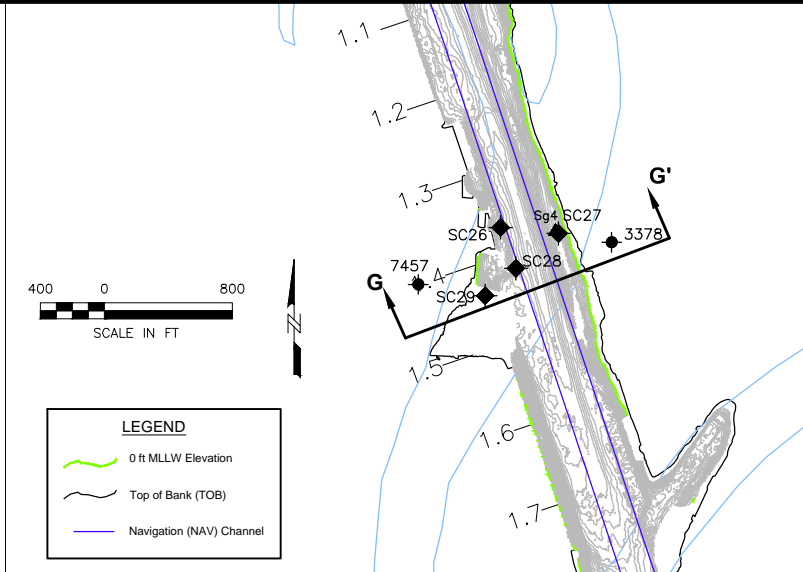 1.1
1.2
1.3
G'
Sg4 SC27
SC26
3378
SC28
7457
.4
G
SC29
400 0 800
SCALE IN FT
N
1.5
LEGEND
0 ft MLLW Elevation
Top of Bank (TOB)
Navigation (NAV) Channel
1.6
1.7